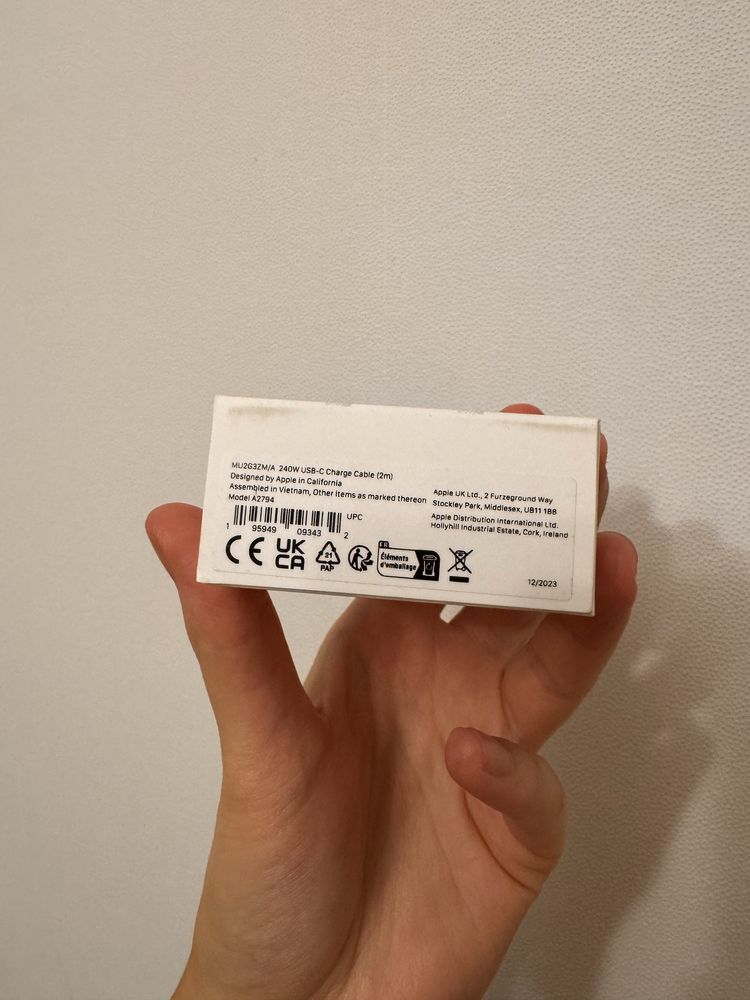 MU2G3ZM/A 240W USB-C Charge Cable (2m)
Designed by Apple in California
Assembled in Vietnam, Other items as marked thereon
Model A2794
UPC
1 95949 09343 2
Apple UK Ltd., 2 Furzeground Way
Stockley Park, Middlesex, UB11 1BB
Apple Distribution International Ltd.
Hollyhill Industrial Estate, Cork, Ireland
CE
UK
CA
21
PAP
FR
Éléments
d'emballage
12/2023